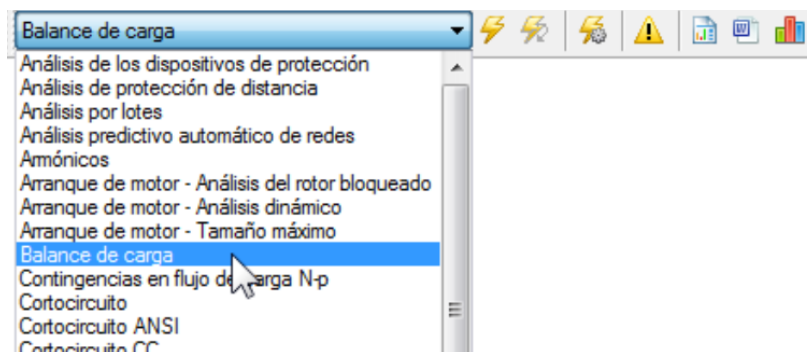 Balance de carga
Análisis de los dispositivos de protección
Análisis de protección de distancia
Análisis por lotes
Análisis predictivo automático de redes
Armónicos
Arranque de motor - Análisis del rotor bloqueado
Arranque de motor - Análisis dinámico
Arranque de motor - Tamaño máximo
Balance de carga
Contingencias en flujo de carga N-p
Cortocircuito
Cortocircuito ANSI
Cortocircuito CC